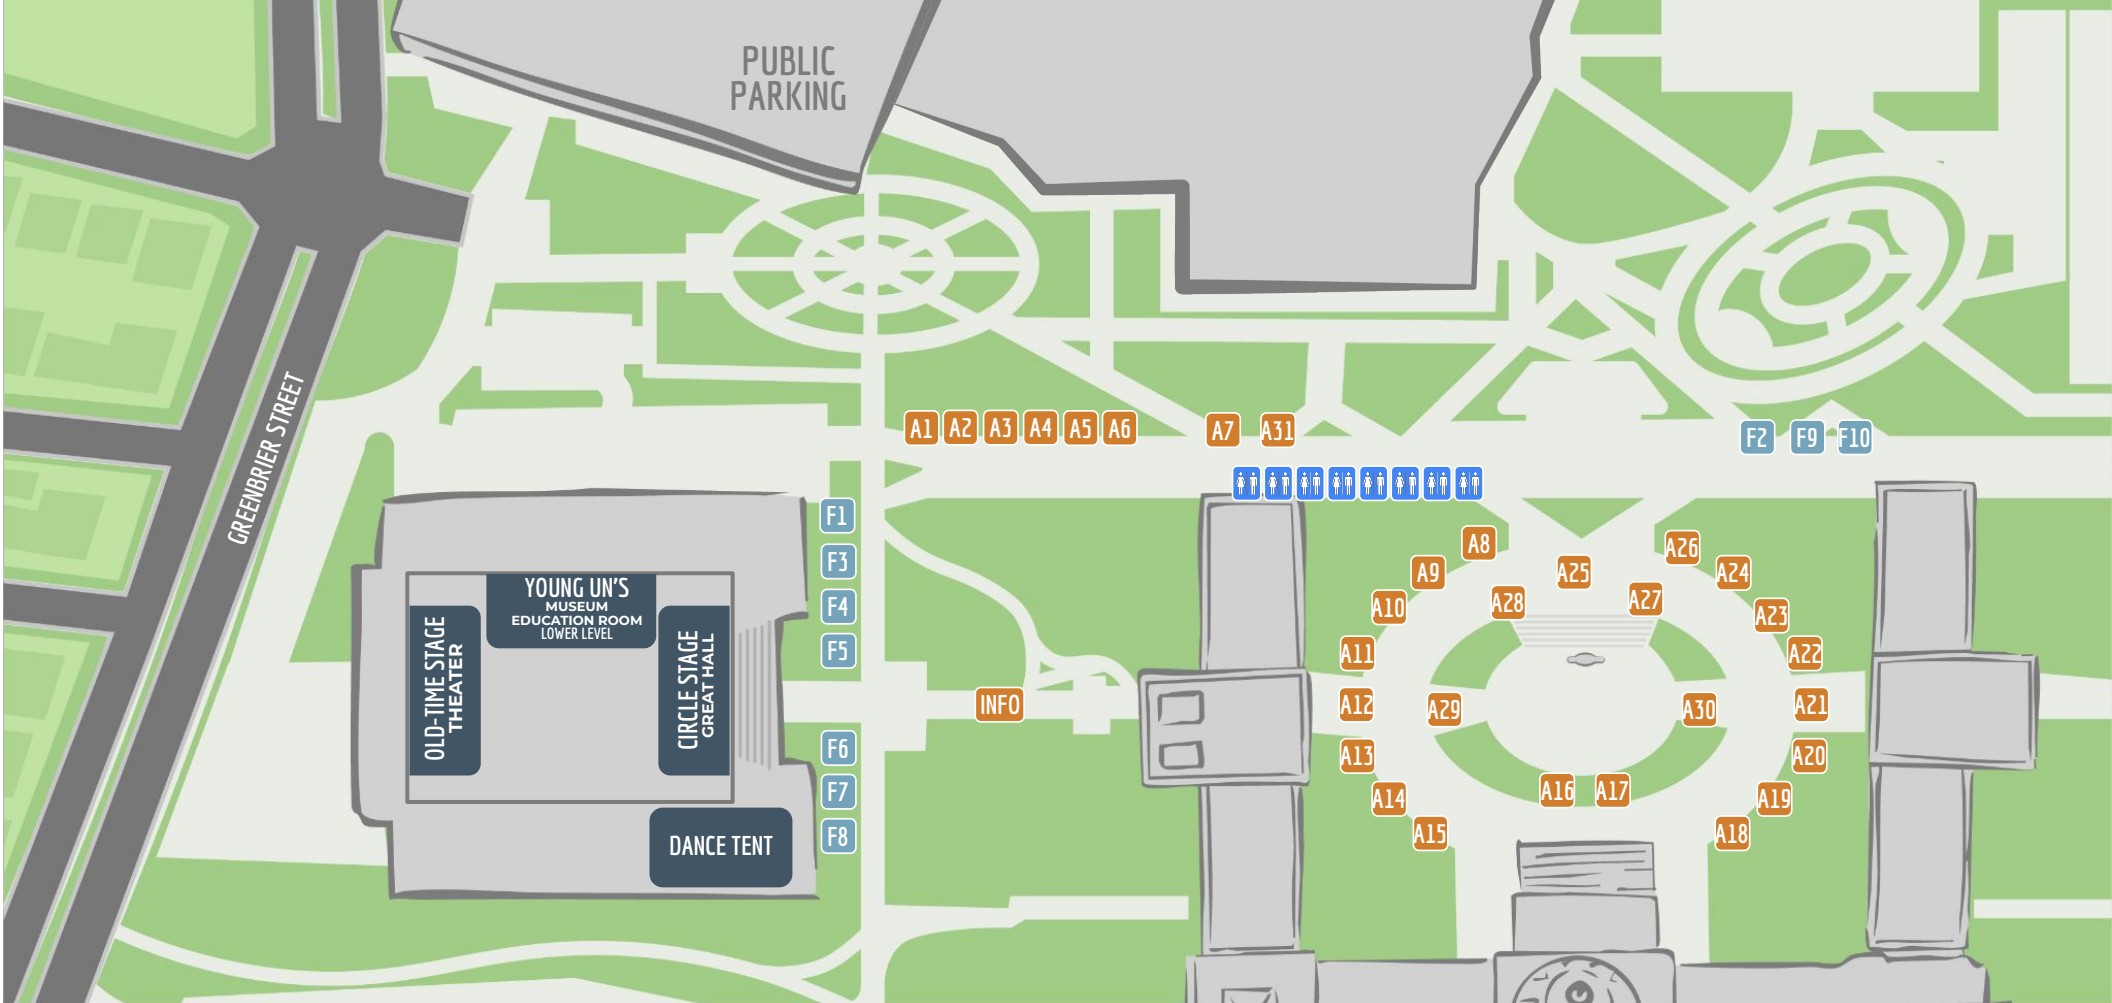 PUBLIC
PARKING
GREENBRIER STREET
A1 A2 A3 A4 A5 A6 A7 A31
F2 F9 F10
F1
F3
F4
F5
F6
F7
F8
YOUNG UN'S
MUSEUM
EDUCATION ROOM
LOWER LEVEL
OLD-TIME STAGE
THEATER
CIRCLE STAGE
GREAT HALL
DANCE TENT
INFO
A8
A9
A10
A11
A12
A13
A14
A15
A28
A25
A27
A26
A24
A23
A22
A21
A20
A19
A18
A29
A30
A16 A17